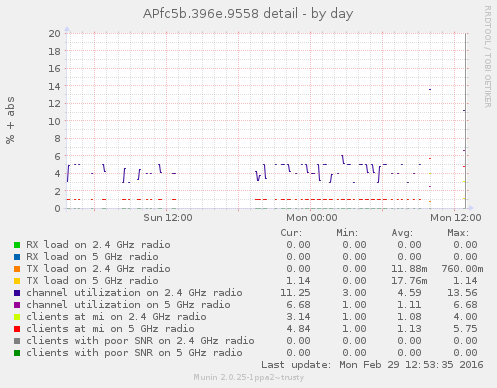 APfc5b.396e.9558 detail - by day
RRDTOOL / TOBI OETIKER
% + abs
20
18
16
14
12
10
8
6
4
2
0
Sun 12:00 Mon 00:00 Mon 12:00
Cur: Min: Avg: Max:
RX load on 2.4 GHz radio 0.00 0.00 0.00 0.00
RX load on 5 GHz radio 0.00 0.00 0.00 0.00
TX load on 2.4 GHz radio 0.00 0.00 11.88m 760.00m
TX load on 5 GHz radio 1.14 0.00 17.76m 1.14
channel utilization on 2.4 GHz radio 11.25 3.00 4.59 13.56
channel utilization on 5 GHz radio 6.68 1.00 1.11 6.68
clients at mi on 2.4 GHz radio 3.14 1.00 1.08 4.00
clients at mi on 5 GHz radio 4.84 1.00 1.13 5.75
clients with poor SNR on 2.4 GHz radio 0.00 0.00 0.00 0.00
clients with poor SNR on 5 GHz radio 0.00 0.00 0.00 0.00
Last update: Mon Feb 29 12:53:35 2016
Munin 2.0.25-1ppa2~trusty